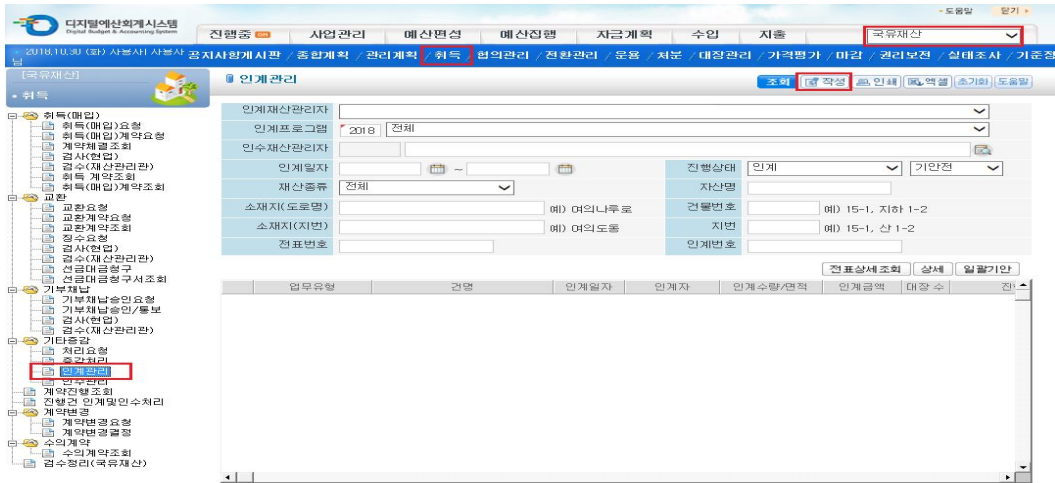 - 도움말 닫기
디지털예산회계시스템
Digital Budget & Accounting System
진행중 사업관리 예산편성 예산집행 자금계획 수입 지출 국유재산
2018.10.30 (화) 사용자1 사용자님
공지사항게시판 / 종합계획 / 관리계획 / 취득 / 협의관리 / 전환관리 / 운용 / 처분 / 대장관리 / 가격평가 / 마감 / 권리보전 / 실태조사 / 기준정
[국유재산]
취득
인계관리
조회 작성 인쇄 엑셀 초기화 도움말
취득(매입)
취득(매입)요청
취득(매입)계약요청
계약체결조회
검사(현업)
검수(재산관리관)
취득 계약조회
취득(매입)계약조회
교환
교환요청
교환계약요청
교환계약조회
징수요청
검사(현업)
검수(재산관리관)
선급대금청구
선급대금청구서조회
기부채납
기부채납승인요청
기부채납승인/통보
검사(현업)
검수(재산관리관)
기타증감
처리요청
증감처리
인계관리
인수관리
계약진행조회
진행건 인계및인수처리
계약변경
계약변경요청
계약변경결정
수의계약
수의계약조회
검수정리(국유재산)
인계재산관리자
인계프로그램 2018 전체
인수재산관리자
인계일자 ~ 진행상태 인계 기안전
재산종류 전체 자산명
소재지(도로명) 예) 여의나루로 건물번호 예) 15-1, 지하 1-2
소재지(지번) 예) 여의도동 지번 예) 15-1, 산 1-2
전표번호 인계번호
전표상세조회 상세 일괄기안
업무유형 건명 인계일자 인계자 인계수량/면적 인계금액 대장 수